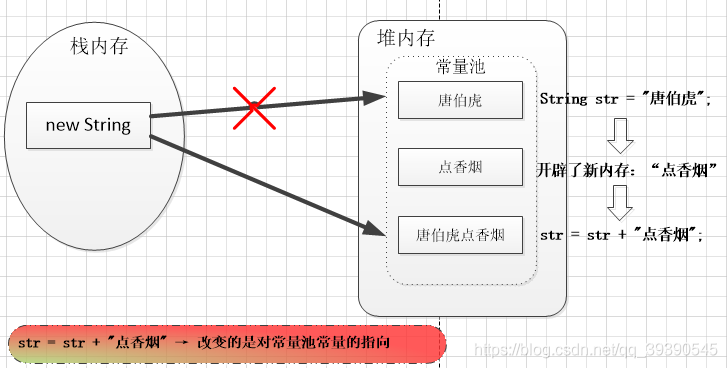 栈内存
new String
堆内存
常量池
唐伯虎
点香烟
唐伯虎点香烟
String str = "唐伯虎";
开辟了新内存：“点香烟”
str = str + "点香烟";
str = str + "点香烟" → 改变的是对常量池常量的指向
https://blog.csdn.net/qq_39390545